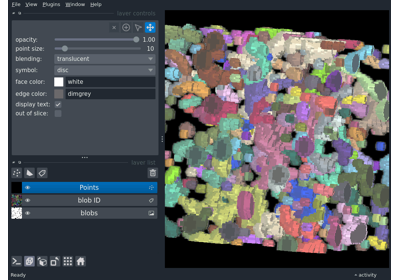 File View Plugins Window Help
layer controls
opacity: 1.00
point size: 10
blending: translucent
symbol: disc
face color: white
edge color: dimgrey
display text:
out of slice:
layer list
Points
blob ID
blobs
Ready
activity